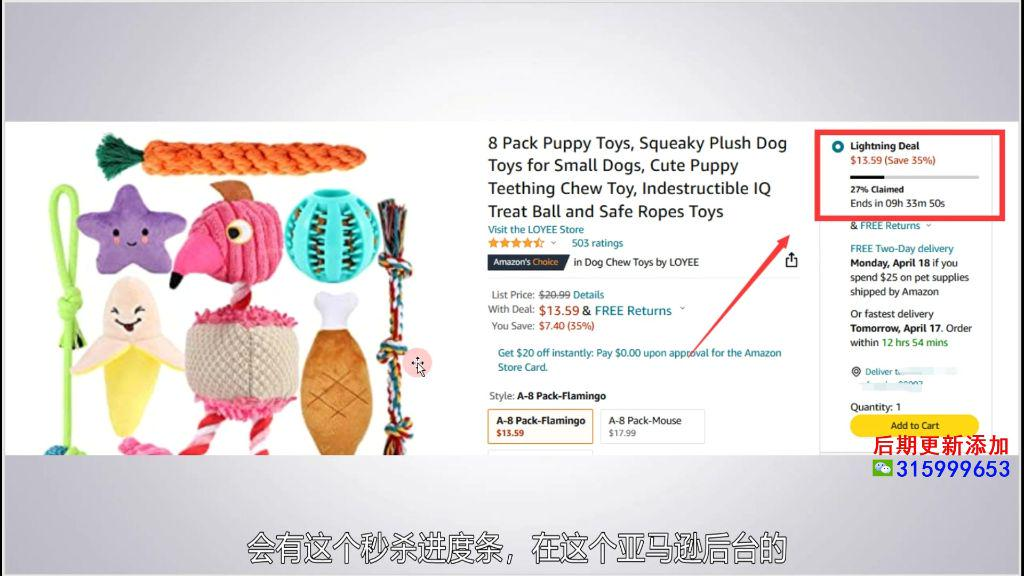 8 Pack Puppy Toys, Squeaky Plush Dog
Toys for Small Dogs, Cute Puppy
Teething Chew Toy, Indestructible IQ
Treat Ball and Safe Ropes Toys
Visit the LOYEE Store
503 ratings
Amazon's Choice in Dog Chew Toys by LOYEE
List Price: $20.99 Details
With Deal: $13.59 & FREE Returns
You Save: $7.40 (35%)
Get $20 off instantly: Pay $0.00 upon approval for the Amazon
Store Card.
Style: A-8 Pack-Flamingo
A-8 Pack-Flamingo
$13.59
A-8 Pack-Mouse
$17.99
Lightning Deal
$13.59 (Save 35%)
27% Claimed
Ends in 09h 33m 50s
& FREE Returns
FREE Two-Day delivery
Monday, April 18 if you
spend $25 on pet supplies
shipped by Amazon
Or fastest delivery
Tomorrow, April 17. Order
within 12 hrs 54 mins
Deliver
Quantity: 1
Add to Cart
后期更新添加
315999653
会有这个秒杀进度条，在这个亚马逊后台的